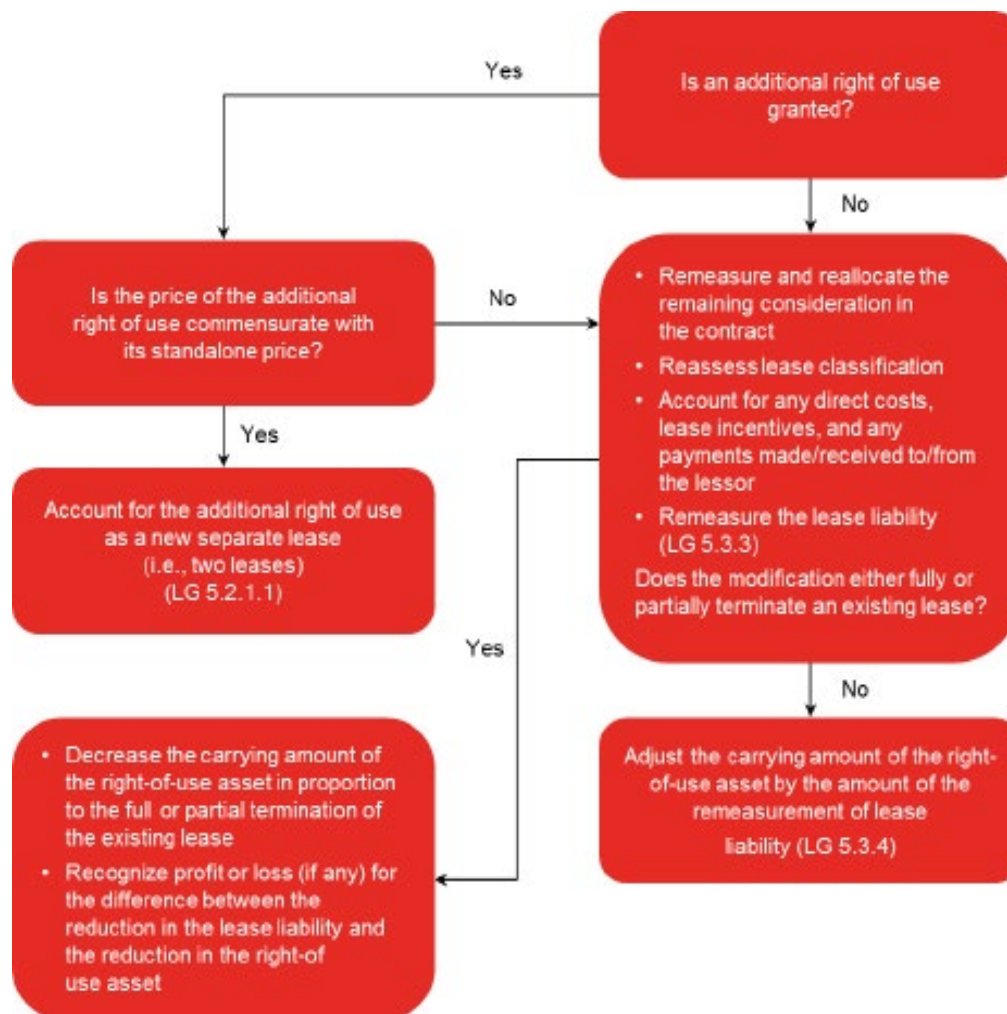 Is an additional right of use
granted?
Yes
No
Is the price of the additional
right of use commensurate with
its standalone price?
No
• Remeasure and reallocate the
remaining consideration in
the contract
• Reassess lease classification
• Account for any direct costs,
lease incentives, and any
payments made/received to/from
the lessor
• Remeasure the lease liability
(LG 5.3.3)
Does the modification either fully or
partially terminate an existing lease?
Yes
Account for the additional right of use
as a new separate lease
(i.e., two leases)
(LG 5.2.1.1)
Yes
No
• Decrease the carrying amount of
the right-of-use asset in proportion
to the full or partial termination of
the existing lease
• Recognize profit or loss (if any) for
the difference between the
reduction in the lease liability and
the reduction in the right-of
use asset
Adjust the carrying amount of the right-
of-use asset by the amount of the
remeasurement of lease
liability (LG 5.3.4)